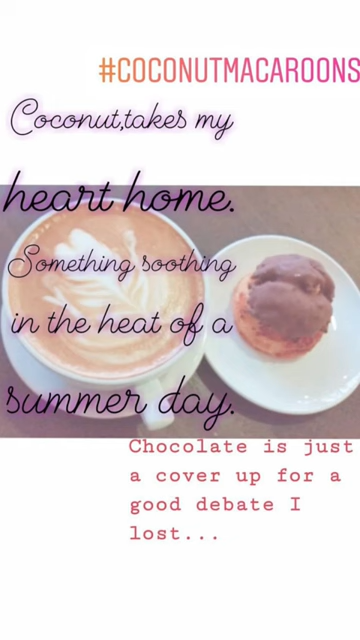 #COCONUTMACAROONS
Coconut,takes my
heart home.
Something soothing
in the heat of a
summer day.
Chocolate is just
a cover up for a
good debate I
lost...